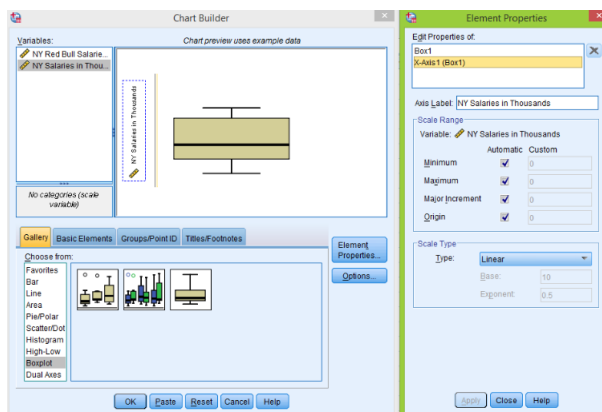 Chart Builder
Variables:
Chart preview uses example data
NY Red Bull Salarie...
NY Salaries in Thou...
NY Salaries in Thousands
No categories (scale
variable)
Gallery
Basic Elements
Groups/Point ID
Titles/Footnotes
Choose from:
Favorites
Bar
Line
Area
Pie/Polar
Scatter/Dot
Histogram
High-Low
Boxplot
Dual Axes
Element
Properties...
Options...
OK
Paste
Reset
Cancel
Help
Element Properties
Edit Properties of:
Box1
X-Axis1 (Box1)
Axis Label: NY Salaries in Thousands
Scale Range
Variable: NY Salaries in Thousands
Automatic Custom
Minimum 0
Maximum 0
Major Increment 0
Origin 0
Scale Type
Type: Linear
Base: 10
Exponent: 0.5
Apply
Close
Help